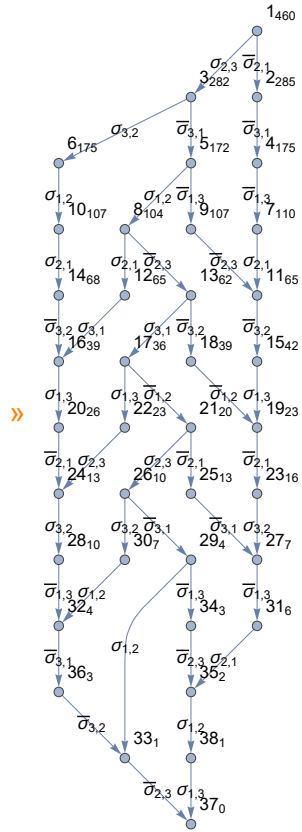 1₄₆₀
σ₂,₃ σ̅₂,₁
3₂₈₂ 2₂₈₅
σ₃,₂ σ̅₃,₁ σ̅₃,₁
6₁₇₅ 5₁₇₂ 4₁₇₅
σ₁,₂ σ₁,₂ σ̅₁,₃ σ̅₁,₃
10₁₀₇ 8₁₀₄ 9₁₀₇ 7₁₁₀
σ₂,₁ σ₂,₁ σ̅₂,₃ σ̅₂,₃ σ₂,₁
14₆₈ 12₆₅ 13₆₂ 11₆₅
σ̅₃,₂ σ₃,₁ σ₃,₁ σ̅₃,₂ σ̅₃,₂
16₃₉ 17₃₆ 18₃₉ 15₄₂
σ₁,₃ σ₁,₃ σ̅₁,₂ σ̅₁,₂ σ₁,₃
» 20₂₆ 22₂₃ 21₂₀ 19₂₃
σ̅₂,₁ σ₂,₃ σ₂,₃ σ̅₂,₁ σ̅₂,₁
24₁₃ 26₁₀ 25₁₃ 23₁₆
σ₃,₂ σ₃,₂ σ̅₃,₁ σ̅₃,₁ σ₃,₂
28₁₀ 30₇ 29₄ 27₇
σ̅₁,₃ σ₁,₂ σ̅₁,₃ σ̅₁,₃
32₄ 34₃ 31₆
σ̅₃,₁ σ₁,₂ σ̅₂,₃ σ₂,₁
36₃ 35₂
σ̅₃,₂ σ₁,₂
33₁ 38₁
σ̅₂,₃ σ₁,₃
37₀